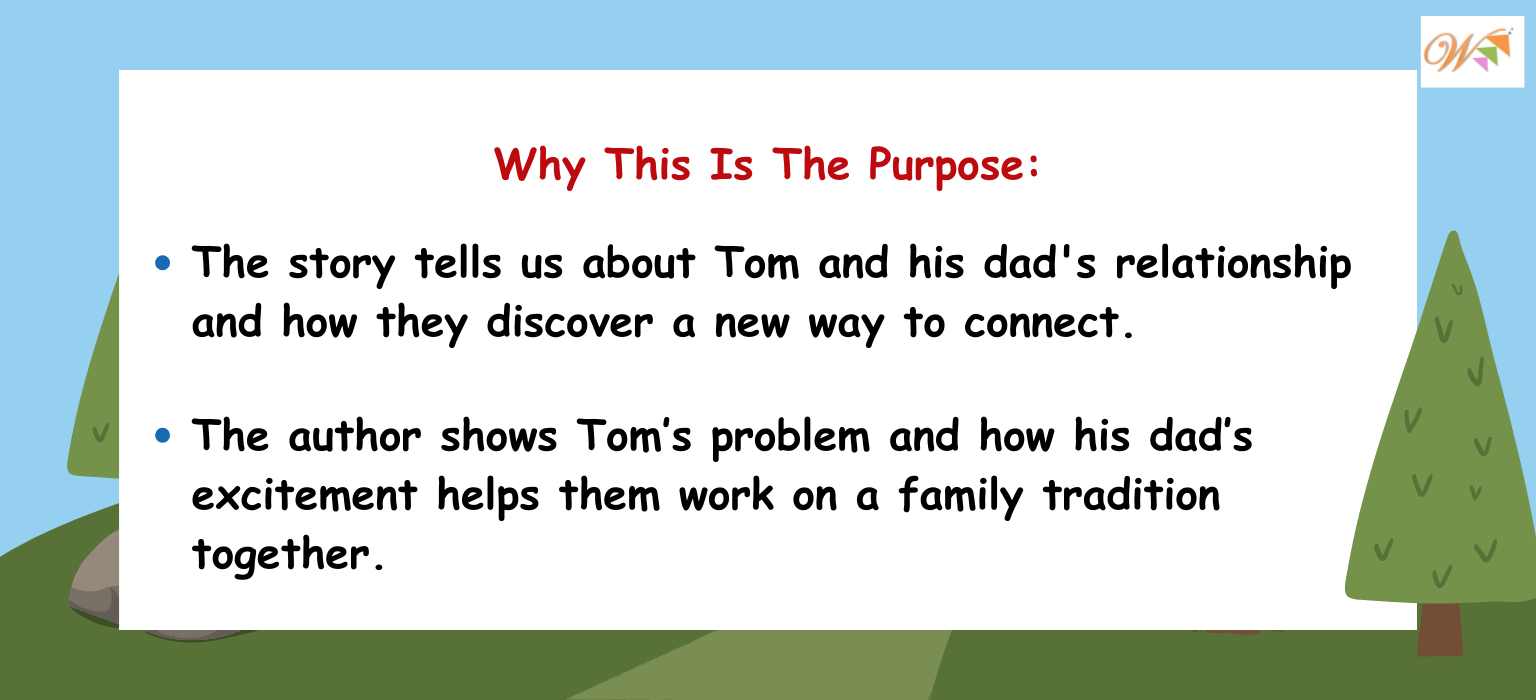 W
Why This Is The Purpose:
• The story tells us about Tom and his dad's relationship
and how they discover a new way to connect.
• The author shows Tom’s problem and how his dad’s
excitement helps them work on a family tradition
together.